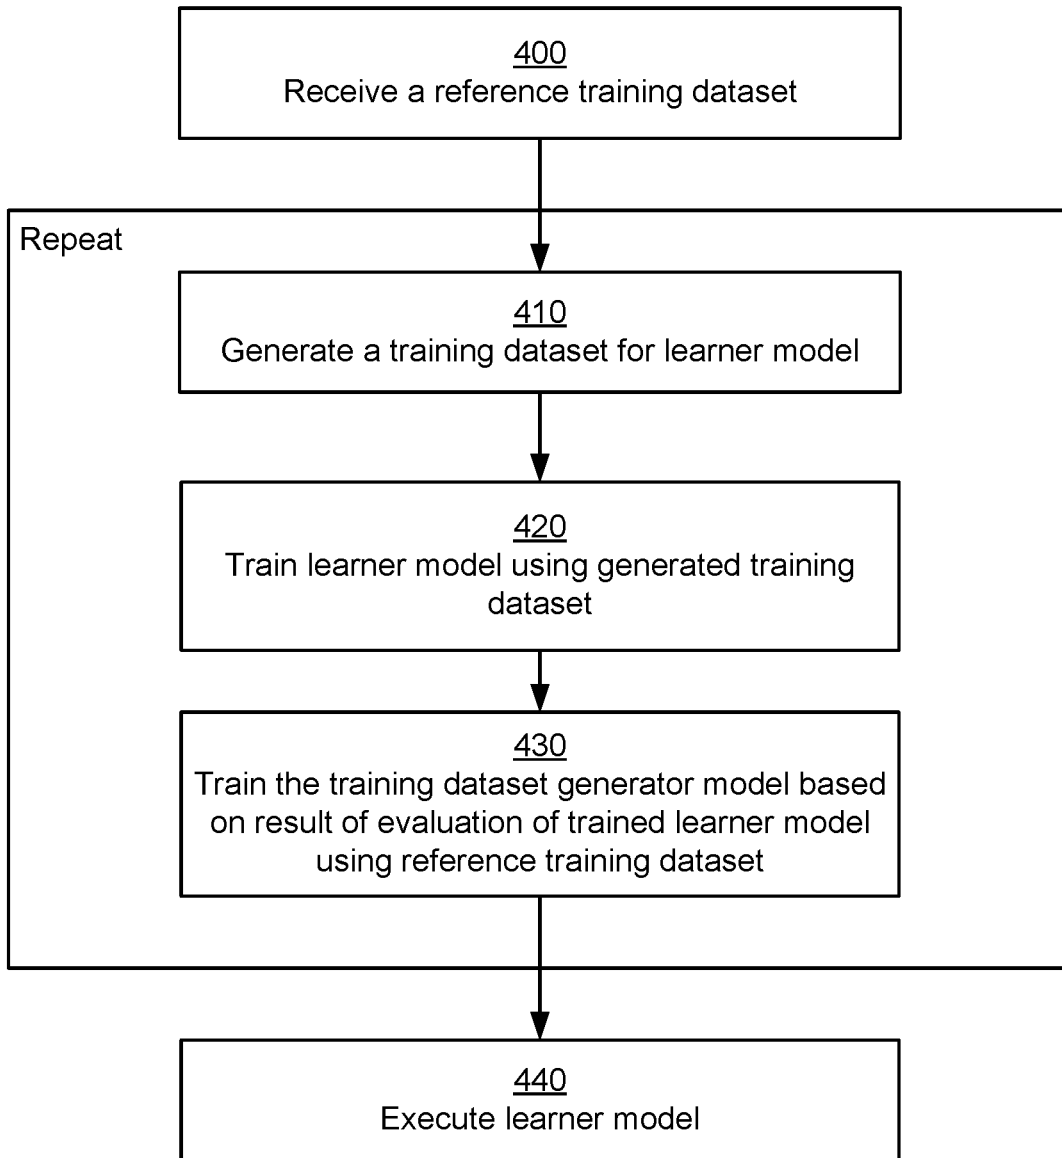 400
Receive a reference training dataset
Repeat
410
Generate a training dataset for learner model
420
Train learner model using generated training
dataset
430
Train the training dataset generator model based
on result of evaluation of trained learner model
using reference training dataset
440
Execute learner model